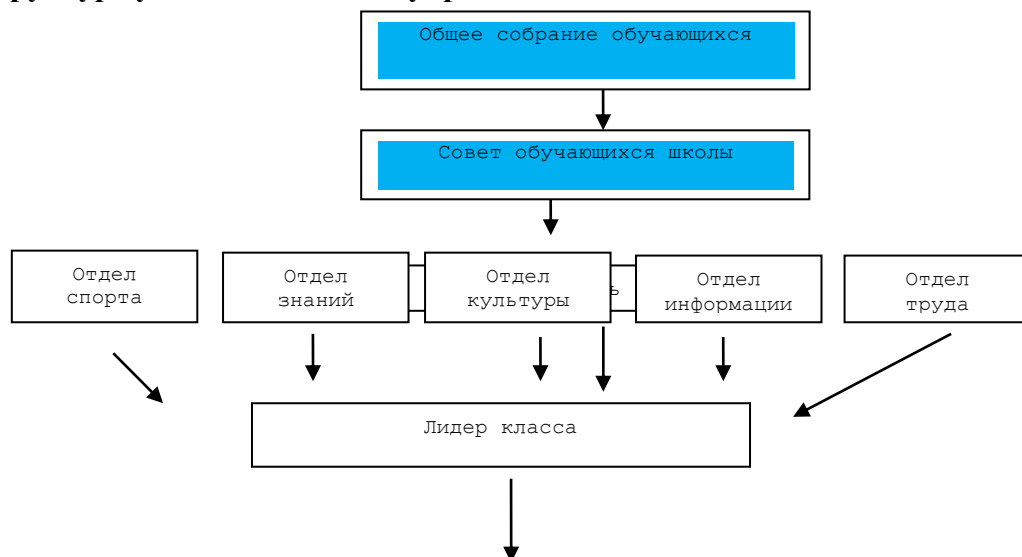 Общее собрание обучающихся
Совет обучающихся школы
Отдел
спорта
Отдел
знаний
Отдел
культуры
Отдел
информации
Отдел
труда
Лидер класса